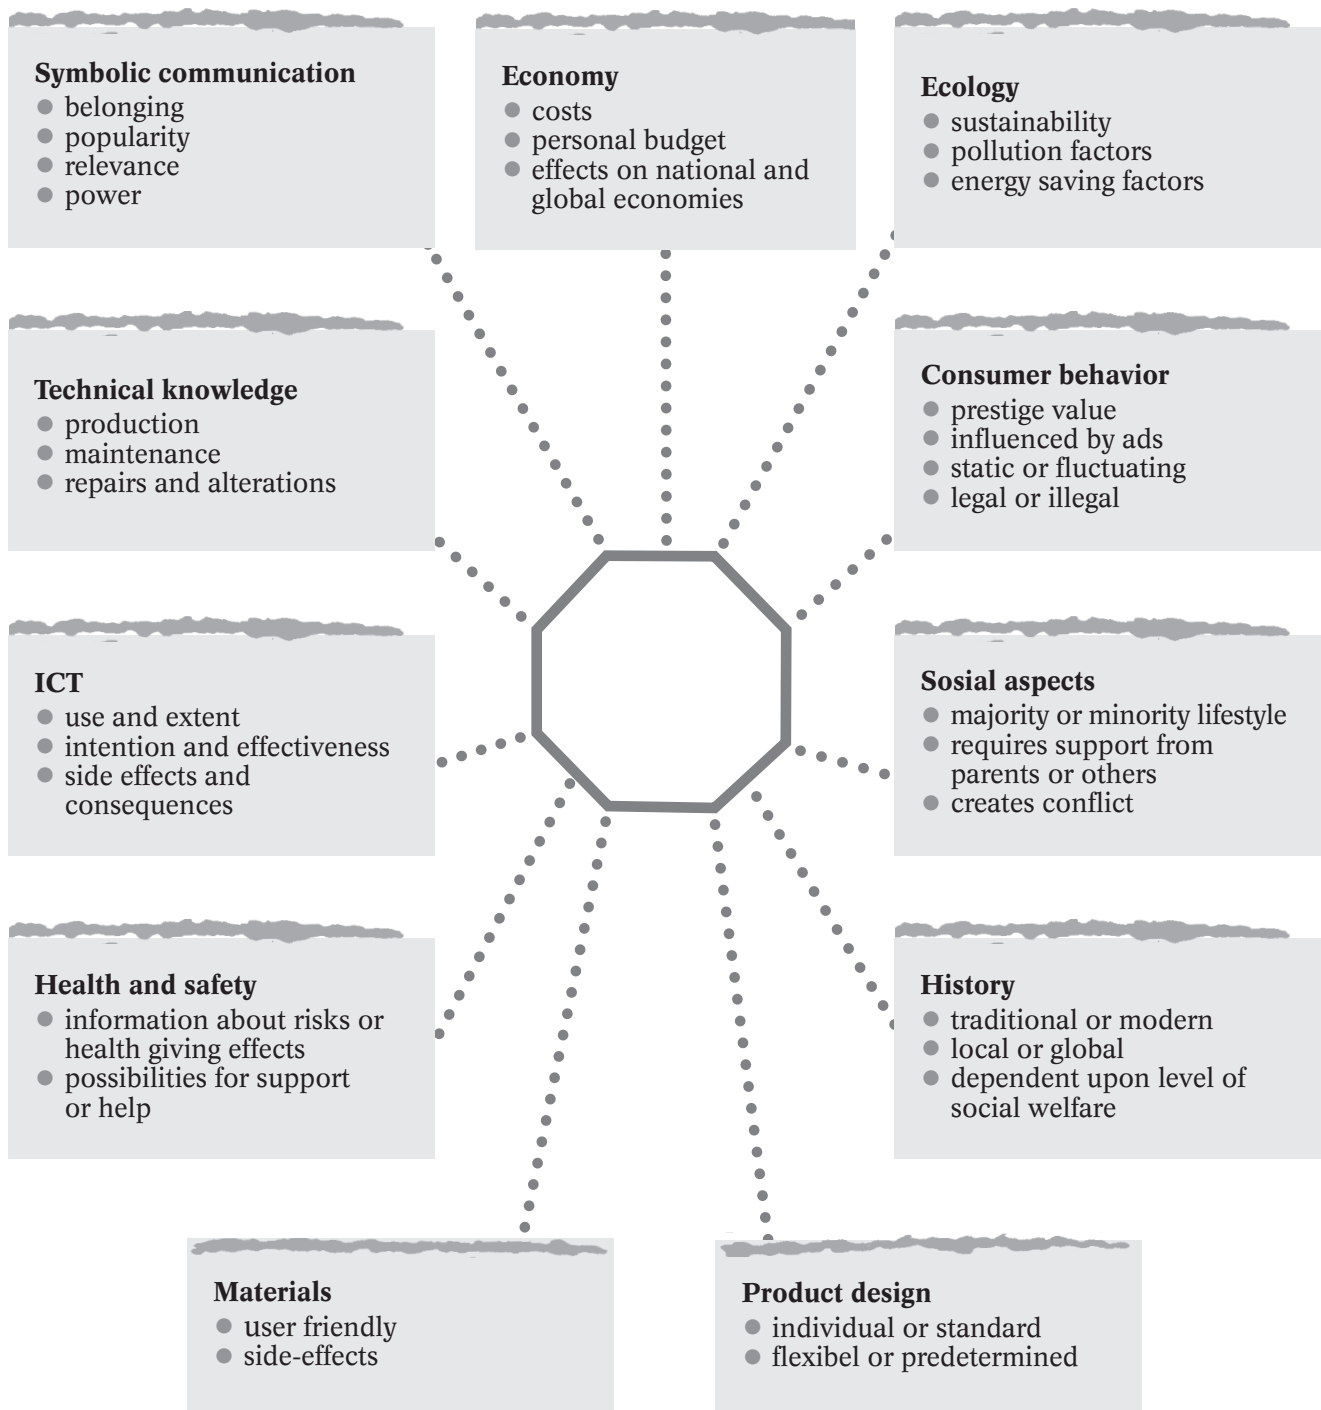 Symbolic communication
belonging
popularity
relevance
power
Economy
costs
personal budget
effects on national and
global economies
Ecology
sustainability
pollution factors
energy saving factors
Technical knowledge
production
maintenance
repairs and alterations
Consumer behavior
prestige value
influenced by ads
static or fluctuating
legal or illegal
ICT
use and extent
intention and effectiveness
side effects and
consequences
Sosial aspects
majority or minority lifestyle
requires support from
parents or others
creates conflict
Health and safety
information about risks or
health giving effects
possibilities for support
or help
History
traditional or modern
local or global
dependent upon level of
social welfare
Materials
user friendly
side-effects
Product design
individual or standard
flexibel or predetermined